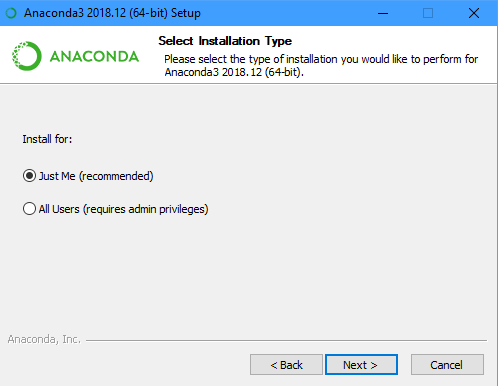 Anaconda3 2018.12 (64-bit) Setup
ANACONDA
Select Installation Type
Please select the type of installation you would like to perform for
Anaconda3 2018.12 (64-bit).
Install for:
Just Me (recommended)
All Users (requires admin privileges)
Anaconda, Inc.
< Back Next > Cancel